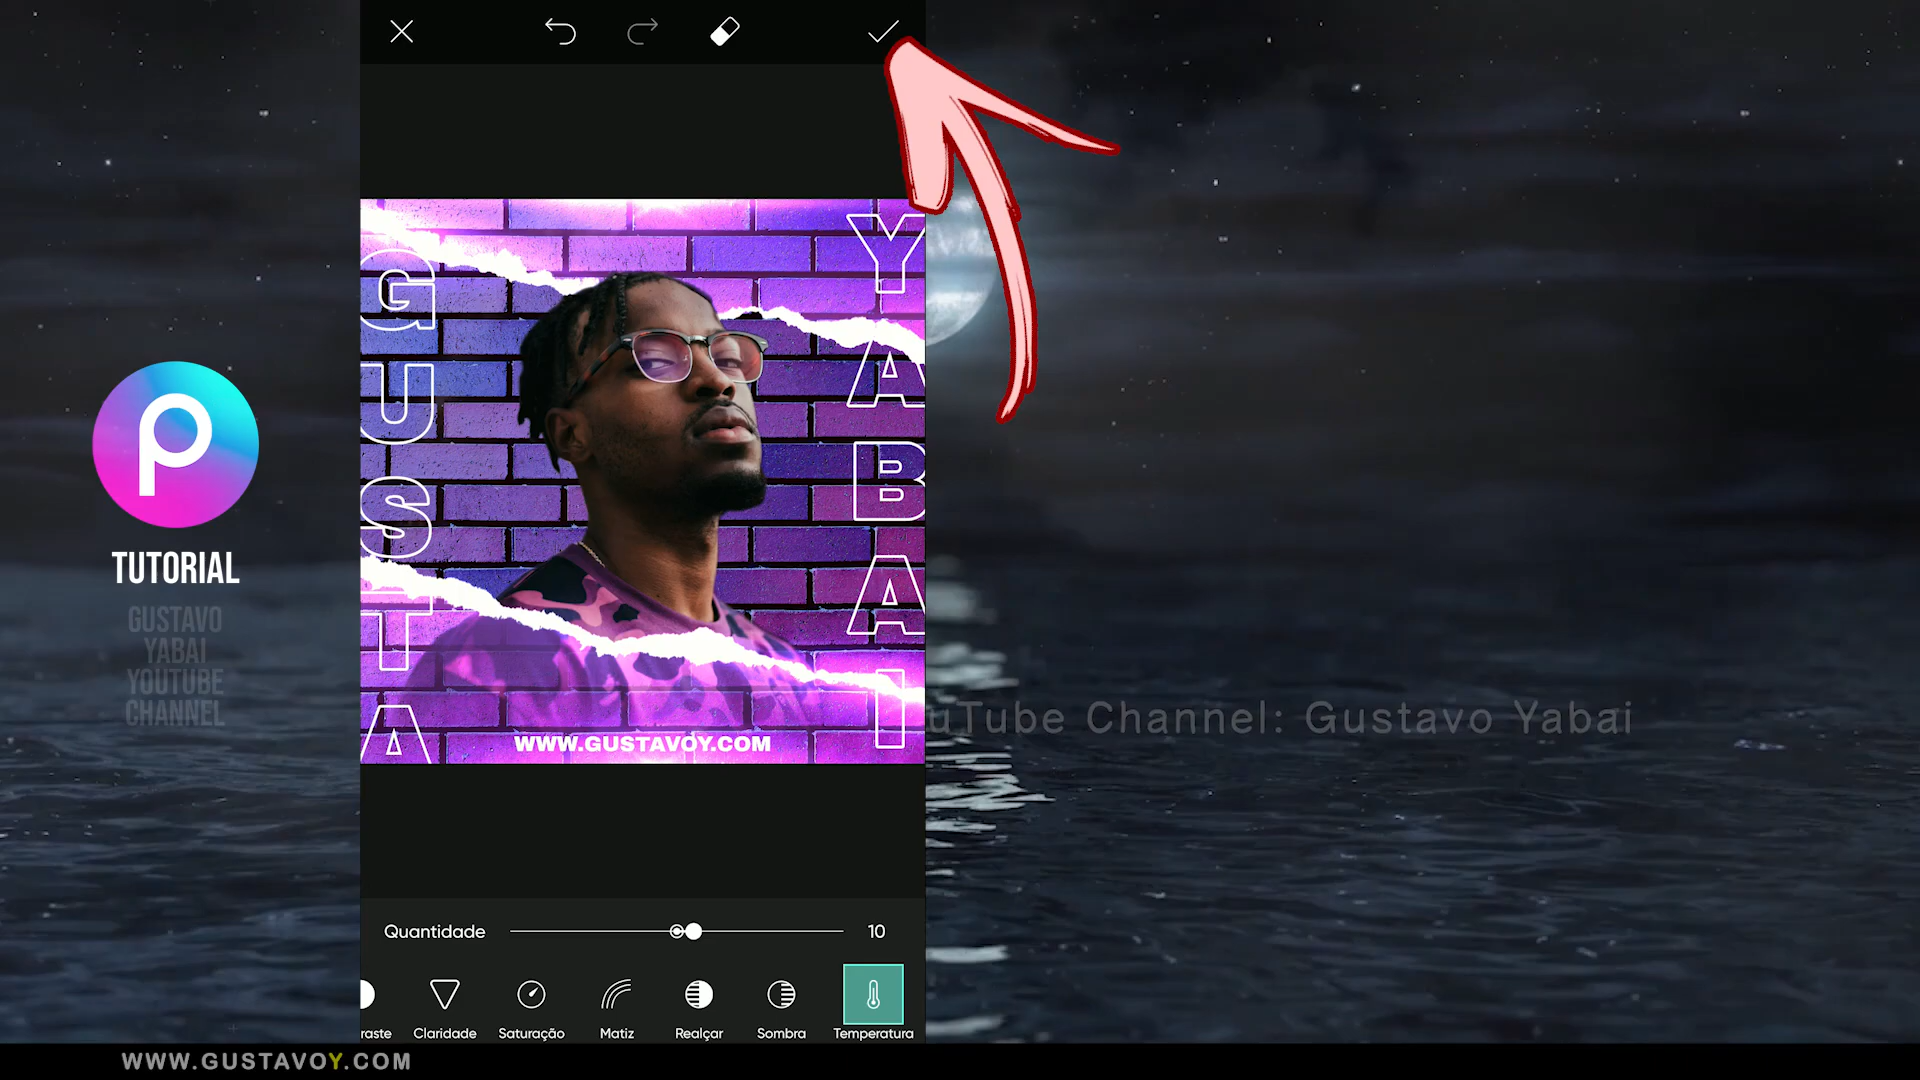 TUTORIAL
GUSTAVO
YABAI
YOUTUBE
CHANNEL
GUSTA
YABAI
WWW.GUSTAVOY.COM
uTube Channel: Gustavo Yabai
Quantidade 10
raste Claridade Saturação Matiz Realçar Sombra Temperatura
WWW.GUSTAVOY.COM